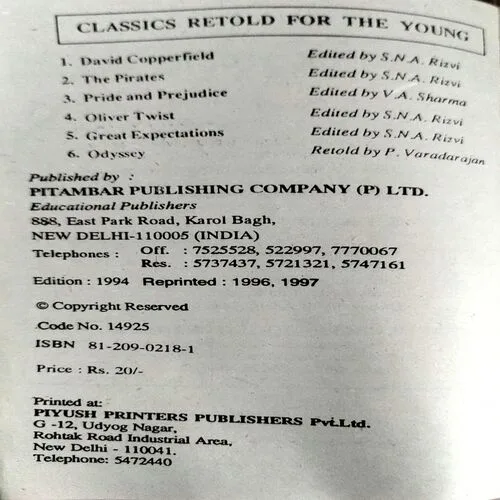 CLASSICS RETOLD FOR THE YOUNG
1. David Copperfield Edited by S.N.A. Rizvi
2. The Pirates Edited by S.N.A. Rizvi
3. Pride and Prejudice Edited by V.A. Sharma
4. Oliver Twist Edited by S.N.A. Rizvi
5. Great Expectations Edited by S.N.A. Rizvi
6. Odyssey Retold by P. Varadarajan
Published by :
PITAMBAR PUBLISHING COMPANY (P) LTD.
Educational Publishers
888, East Park Road, Karol Bagh,
NEW DELHI-110005 (INDIA)
Telephones : Off. : 7525528, 522997, 7770067
Res. : 5737437, 5721321, 5747161
Edition : 1994 Reprinted : 1996, 1997
© Copyright Reserved
Code No. 14925
ISBN 81-209-0218-1
Price : Rs. 20/-
Printed at:
PIYUSH PRINTERS PUBLISHERS Pvt.Ltd.
G -12, Udyog Nagar,
Rohtak Road Industrial Area,
New Delhi - 110041.
Telephone: 5472440